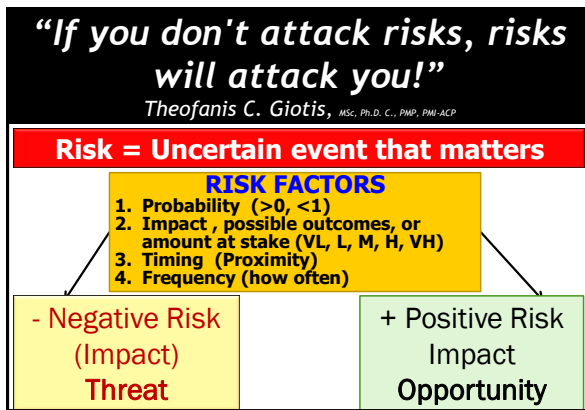 “If you don't attack risks, risks
will attack you!”
Theofanis C. Giotis, MSc, Ph.D. C., PMP, PMI-ACP
Risk = Uncertain event that matters
RISK FACTORS
1. Probability (>0, <1)
2. Impact , possible outcomes, or
amount at stake (VL, L, M, H, VH)
3. Timing (Proximity)
4. Frequency (how often)
- Negative Risk
(Impact)
Threat
+ Positive Risk
Impact
Opportunity